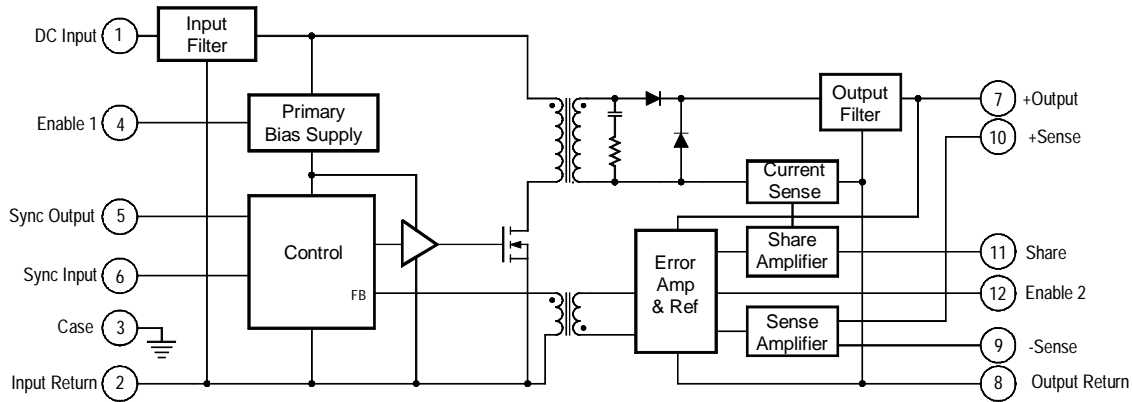 DC Input 1
Input
Filter
Enable 1 4
Primary
Bias Supply
Output
Filter
7 +Output
10 +Sense
Current
Sense
Sync Output 5
Control
Sync Input 6
FB
Error
Amp
& Ref
Share
Amplifier
11 Share
12 Enable 2
Case 3
Sense
Amplifier
9 -Sense
Input Return 2
8 Output Return